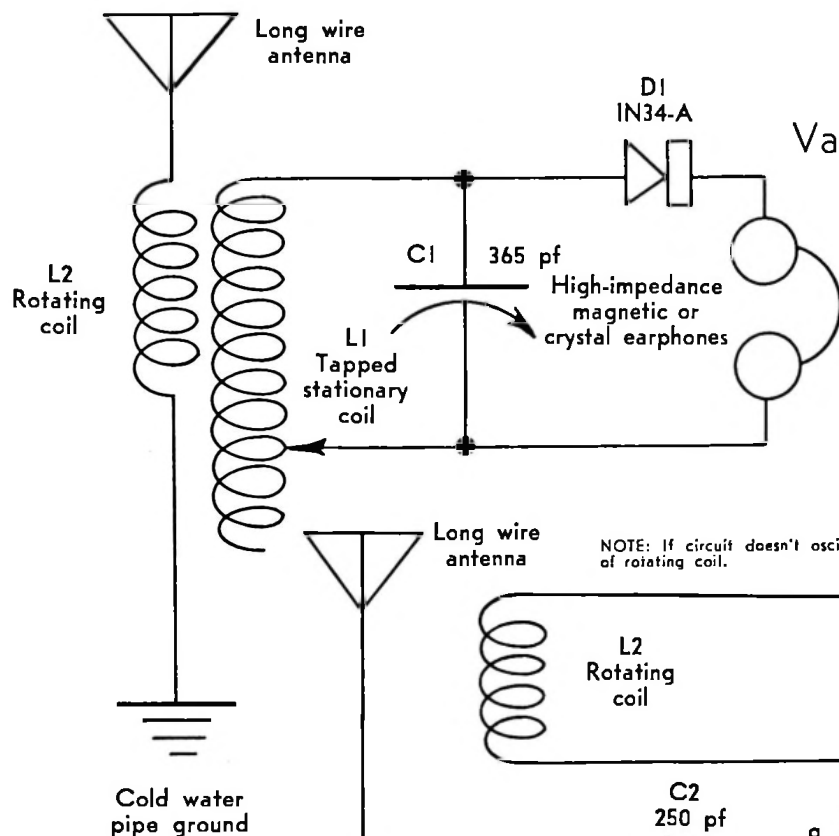 Long wire
antenna
D1
1N34-A
Va
L2
Rotating
coil
C1
365 pf
High-impedance
magnetic or
crystal earphones
L1
Tapped
stationary
coil
Long wire
antenna
NOTE: If circuit doesn't osci
of rotating coil.
L2
Rotating
coil
Cold water
pipe ground
C2
250 pf